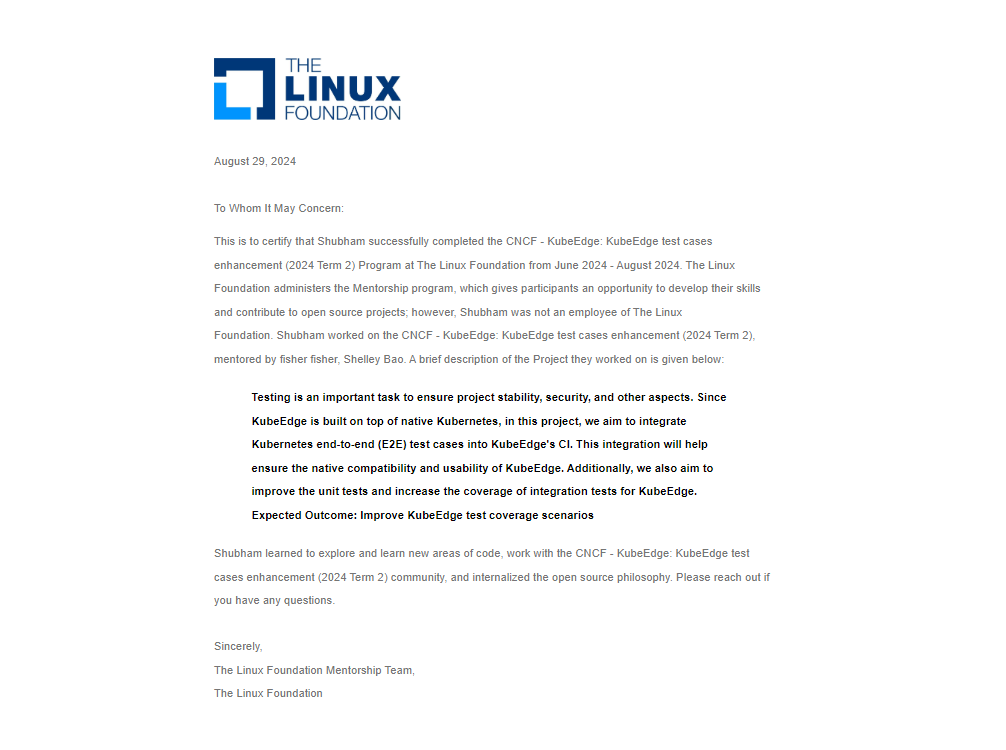 THE
LINUX
FOUNDATION
August 29, 2024
To Whom It May Concern:
This is to certify that Shubham successfully completed the CNCF - KubeEdge: KubeEdge test cases
enhancement (2024 Term 2) Program at The Linux Foundation from June 2024 - August 2024. The Linux
Foundation administers the Mentorship program, which gives participants an opportunity to develop their skills
and contribute to open source projects; however, Shubham was not an employee of The Linux
Foundation. Shubham worked on the CNCF - KubeEdge: KubeEdge test cases enhancement (2024 Term 2),
mentored by fisher fisher, Shelley Bao. A brief description of the Project they worked on is given below:
Testing is an important task to ensure project stability, security, and other aspects. Since
KubeEdge is built on top of native Kubernetes, in this project, we aim to integrate
Kubernetes end-to-end (E2E) test cases into KubeEdge's CI. This integration will help
ensure the native compatibility and usability of KubeEdge. Additionally, we also aim to
improve the unit tests and increase the coverage of integration tests for KubeEdge.
Expected Outcome: Improve KubeEdge test coverage scenarios
Shubham learned to explore and learn new areas of code, work with the CNCF - KubeEdge: KubeEdge test
cases enhancement (2024 Term 2) community, and internalized the open source philosophy. Please reach out if
you have any questions.
Sincerely,
The Linux Foundation Mentorship Team,
The Linux Foundation